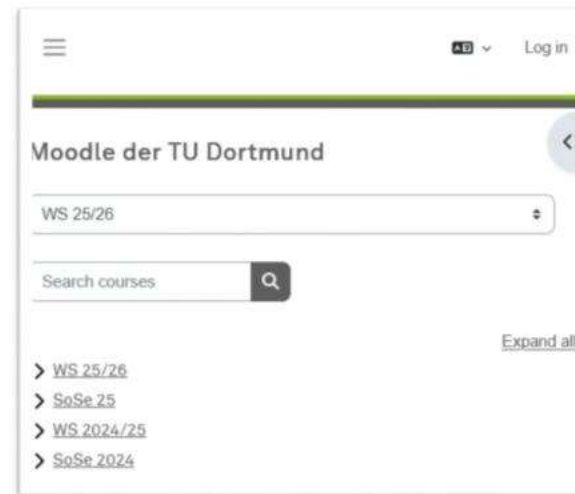 Log in
Moodle der TU Dortmund
WS 25/26
Search courses
Expand all
WS 25/26
SoSe 25
WS 2024/25
SoSe 2024